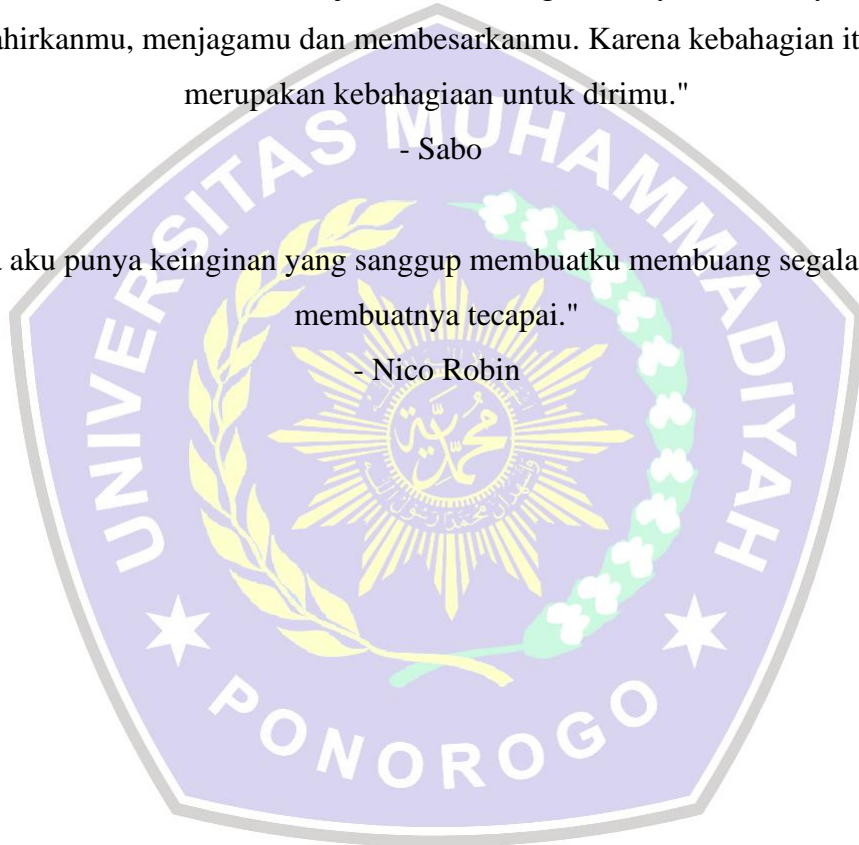 ahirkanmu, menjagamu dan membesarkanmu. Karena kebahagian it
merupakan kebahagiaan untuk dirimu."
- Sabo
aku punya keinginan yang sanggup membuatku membuang segala
membuatnya tecapai."
- Nico Robin
UNIVERSITAS MUHAMMADIYAH
محمدية
PONOROGO